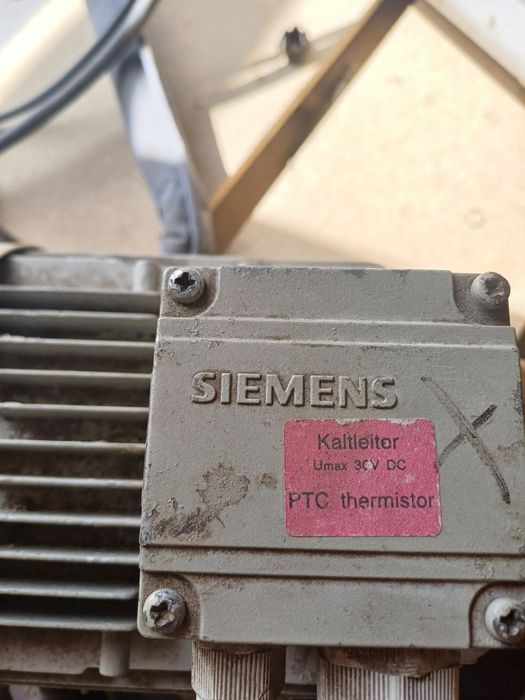 SIEMENS
Kaltleiter
Umax 30V DC
PTC thermistor
X